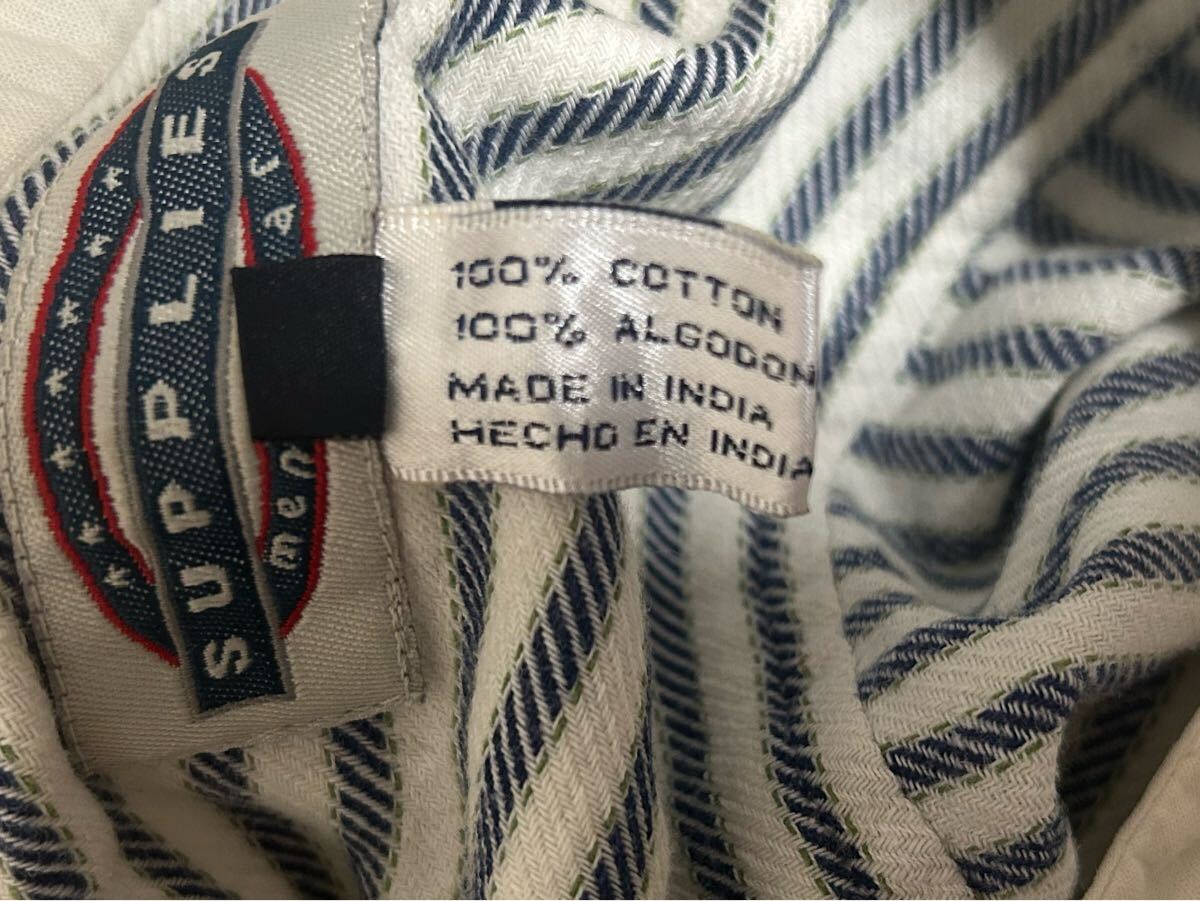 SUPPLIES
men
100% COTTON
100% ALGODON
MADE IN INDIA
HECHO EN INDIA